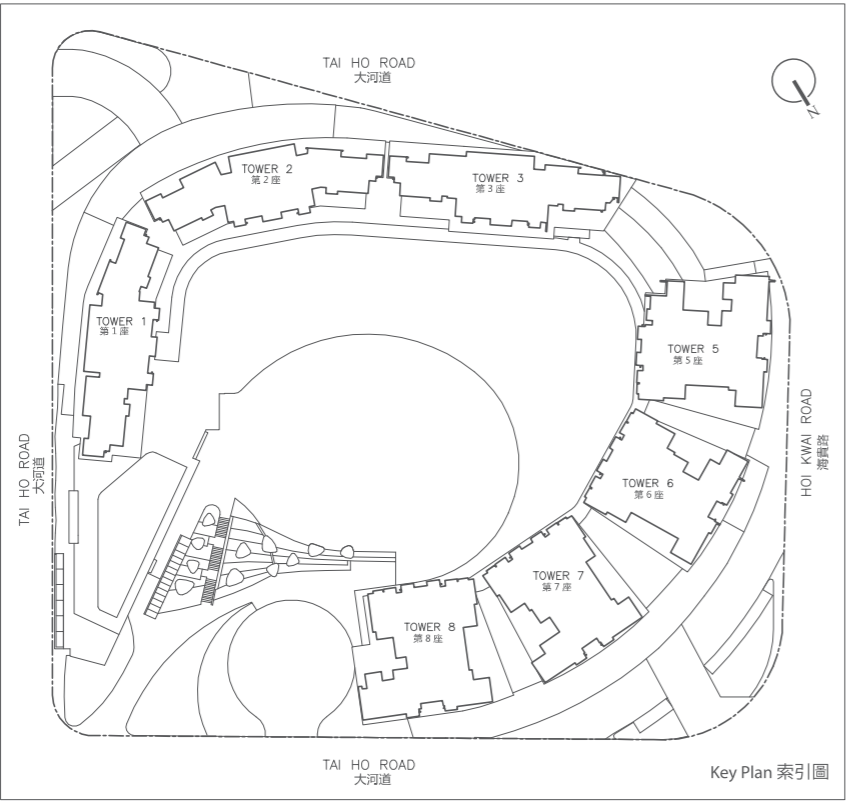 TAI HO ROAD
大河道
N
TOWER 2
第2座
TOWER 3
第3座
TOWER 1
第1座
TOWER 5
第5座
TAI HO ROAD
大河道
HOI KWAI ROAD
海貴路
TOWER 6
第6座
TOWER 7
第7座
TOWER 8
第8座
TAI HO ROAD
大河道
Key Plan 索引圖